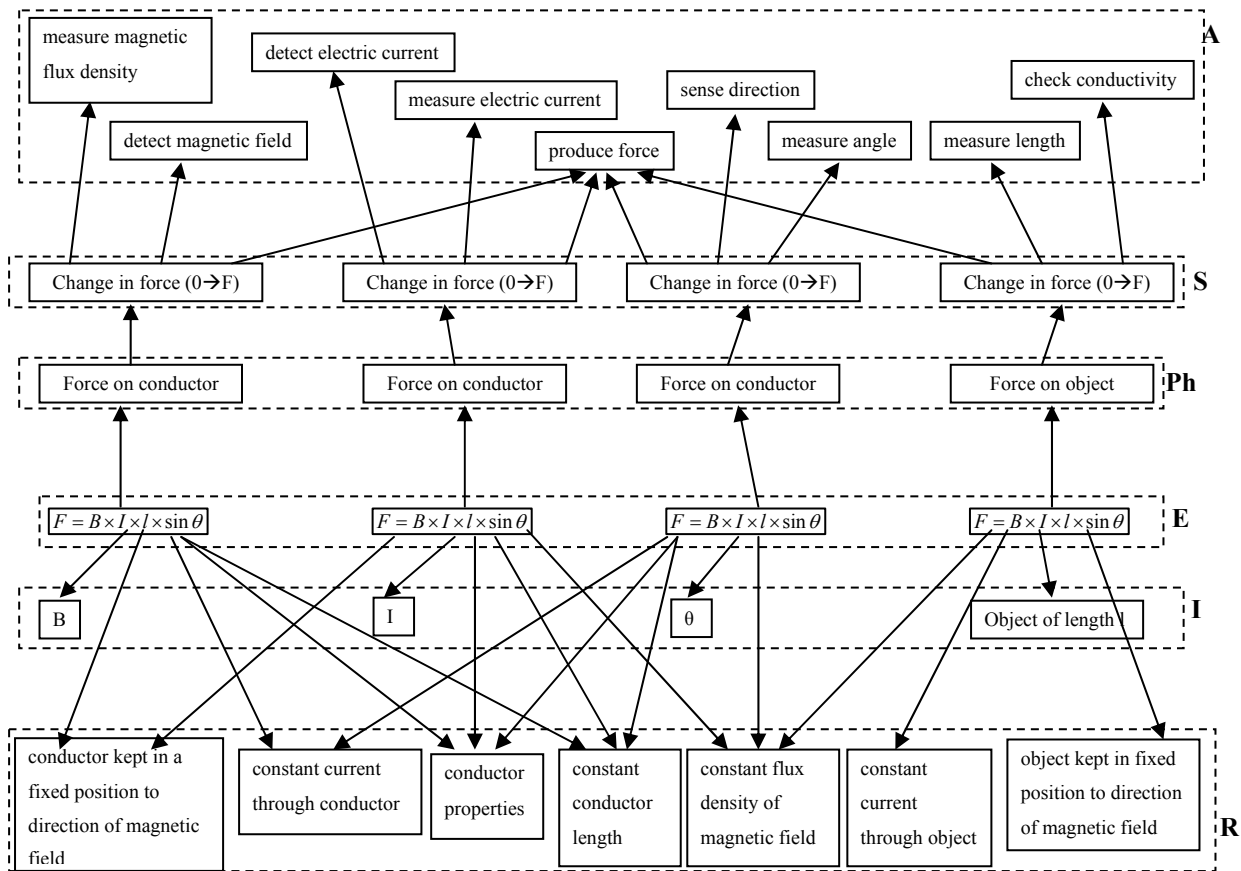 A
measure magnetic
flux density
detect electric current
measure electric current
sense direction
check conductivity
detect magnetic field
produce force
measure angle
measure length
Change in force (0→F)
Change in force (0→F)
Change in force (0→F)
Change in force (0→F)
S
Force on conductor
Force on conductor
Force on conductor
Force on object
Ph
F = B × I × l × sin θ
F = B × I × l × sin θ
F = B × I × l × sin θ
F = B × I × l × sin θ
E
B
I
θ
Object of length l
I
conductor kept in a
fixed position to
direction of magnetic
field
constant current
through conductor
conductor
properties
constant
conductor
length
constant flux
density of
magnetic field
constant
current
through object
object kept in fixed
position to direction
of magnetic field
R